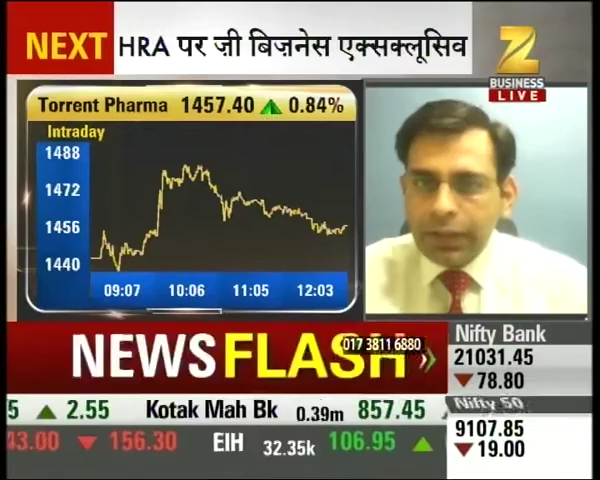 NEXT HRA पर ज़ी बिज़नेस एक्सक्लूसिव
Z
BUSINESS
LIVE
Torrent Pharma 1457.40 0.84%
Intraday
1488
1472
1456
1440
09:07 10:06 11:05 12:03
NEWS FLASH
017 3811 6880
Nifty Bank
21031.45
78.80
Nifty 50
9107.85
19.00
5 2.55 Kotak Mah Bk 0.39m 857.45
43.00 156.30 EIH 32.35k 106.95